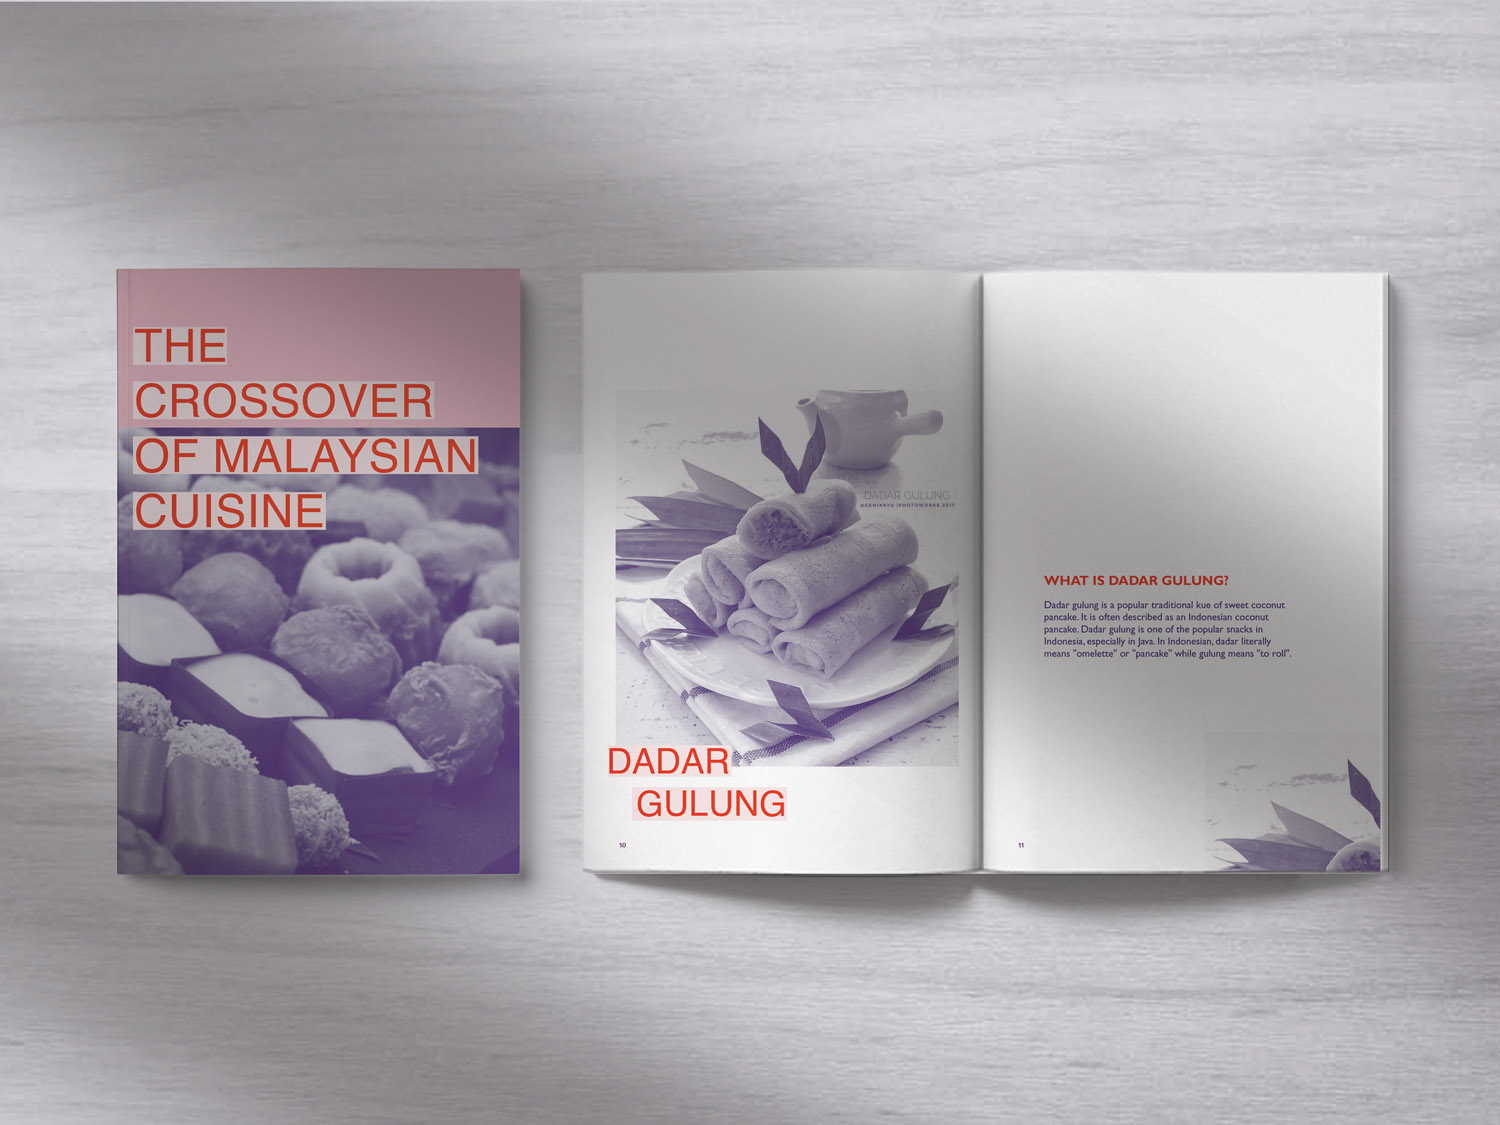 THE
CROSSOVER
OF MALAYSIAN
CUISINE
DADAR GULUNG
©GEMIKAYU |PHOTOWORKS 2017
DADAR
GULUNG
10
WHAT IS DADAR GULUNG?
Dadar gulung is a popular traditional kue of sweet coconut
pancake. It is often described as an Indonesian coconut
pancake. Dadar gulung is one of the popular snacks in
Indonesia, especially in Java. In Indonesian, dadar literally
means "omelette" or "pancake" while gulung means "to roll".
11